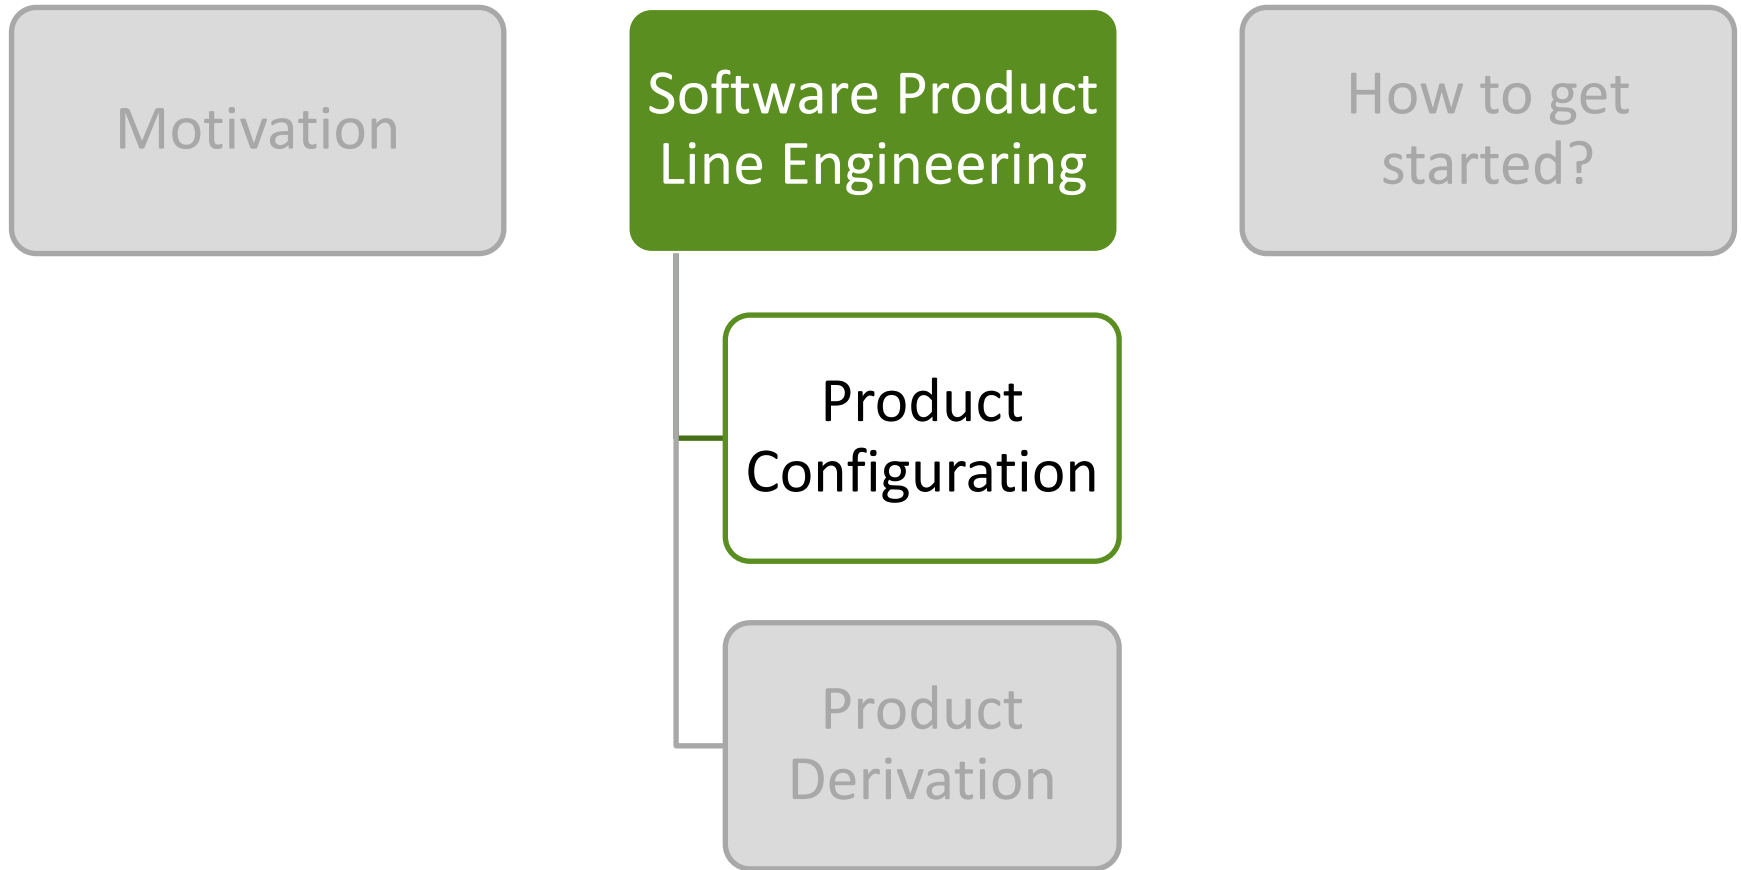 Motivation
Software Product
Line Engineering
How to get
started?
Product
Configuration
Product
Derivation